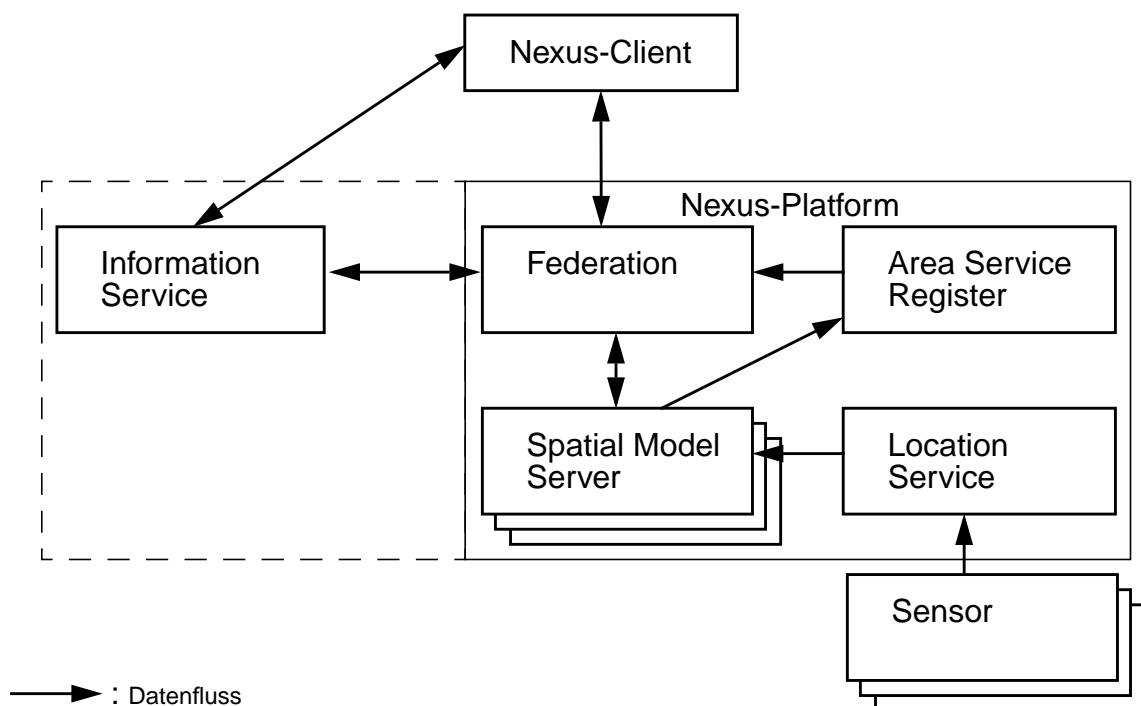 Nexus-Client
Nexus-Platform
Information
Service
Federation
Area Service
Register
Spatial Model
Server
Location
Service
Sensor
: Datenfluss